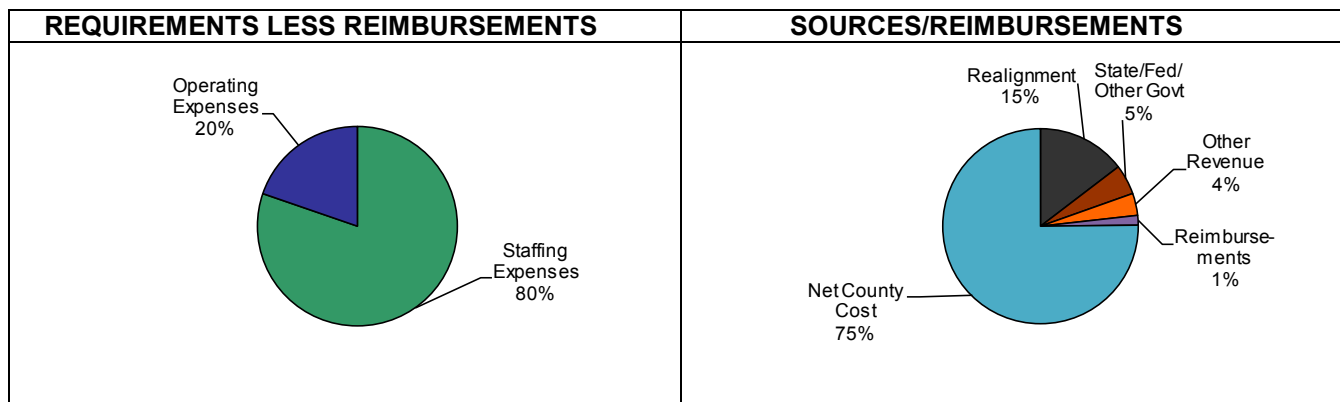 REQUIREMENTS LESS REIMBURSEMENTS
Operating
Expenses
20%
Staffing
Expenses
80%
SOURCES/REIMBURSEMENTS
Realignment
15%
State/Fed/
Other Govt
5%
Other
Revenue
4%
Reimburse-
ments
1%
Net County
Cost
75%